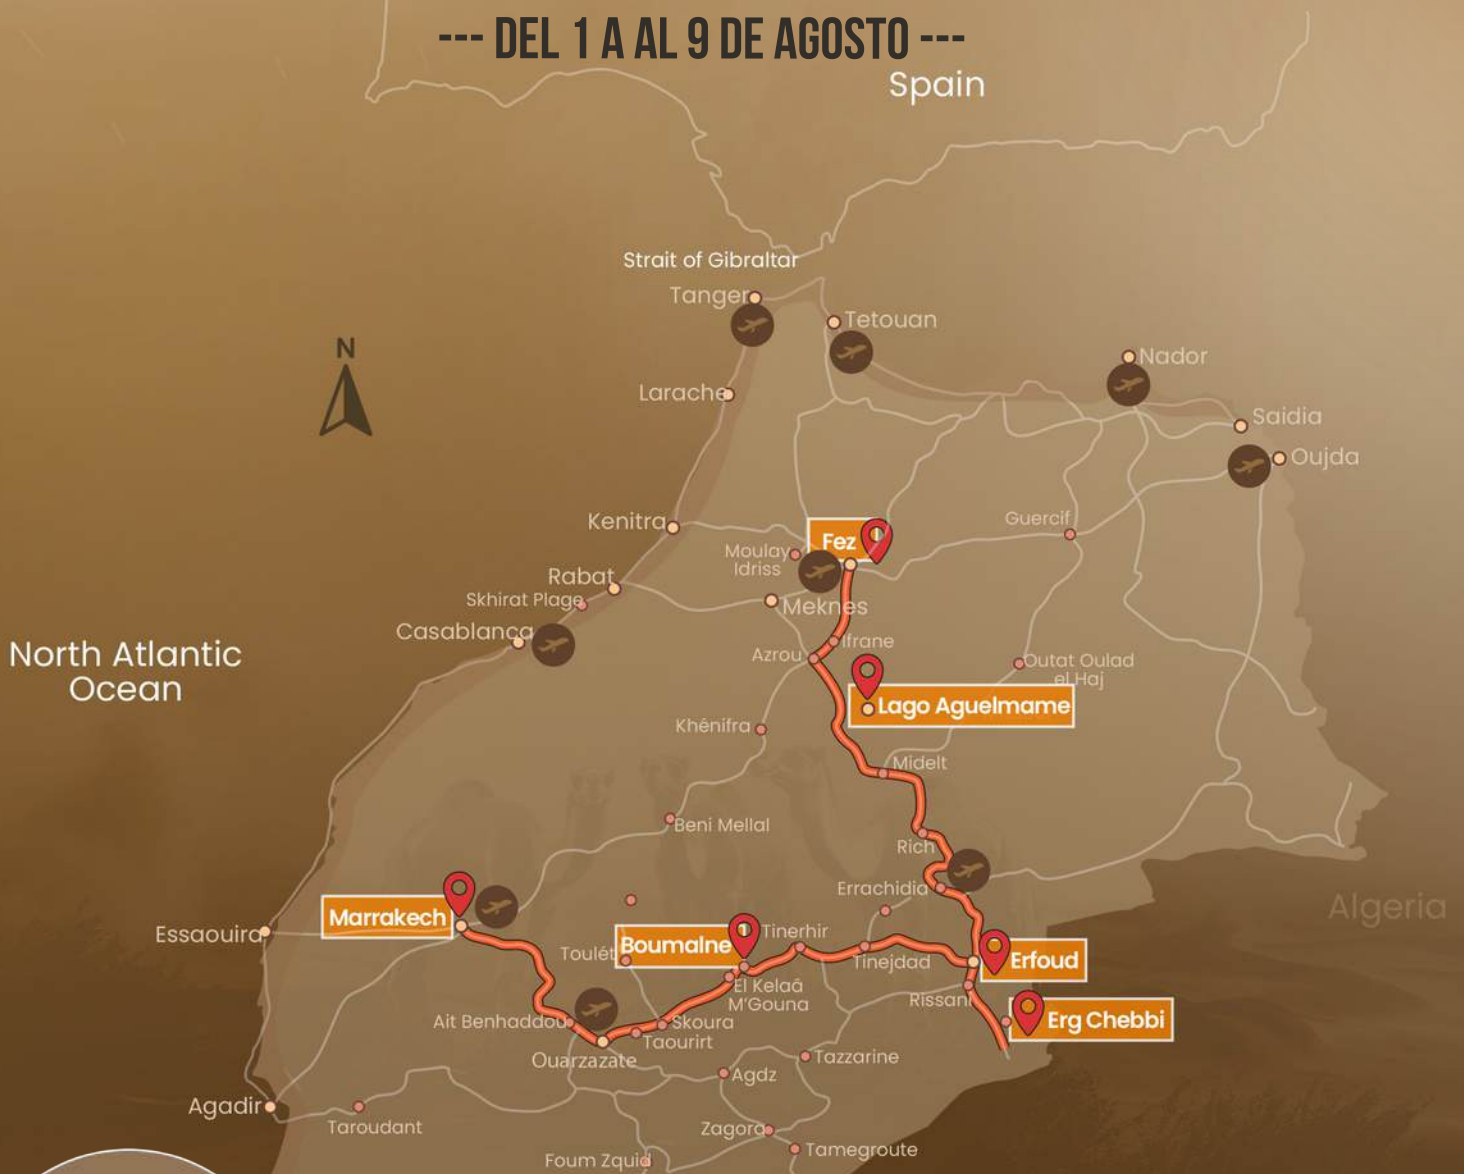 --- DEL 1 A AL 9 DE AGOSTO ---
Spain
Strait of Gibraltar
Tanger
Tetouan
N
Nador
Larache
Saidia
Oujda
Kenitra
Guercif
Fez
Moulay
Idriss
Rabat
Skhirat Plage
Meknes
Casablanca
North Atlantic
Ocean
Ifrane
Azrou
Outat Oulad
el Haj
Lago Aguelmame
Khénifra
Midelt
Beni Mellal
Rich
Errachidia
Marrakech
Algeria
Essaouira
Tinerhir
Boumalne
Toulét
Tinejdad
Erfoud
El Kelaâ
M'Gouna
Rissani
Erg Chebbi
Ait Benhaddou
Skoura
Taourirt
Ouarzazate
Tazzarine
Agdz
Agadir
Taroudant
Zagora
Tamegroute
Foum Zquid